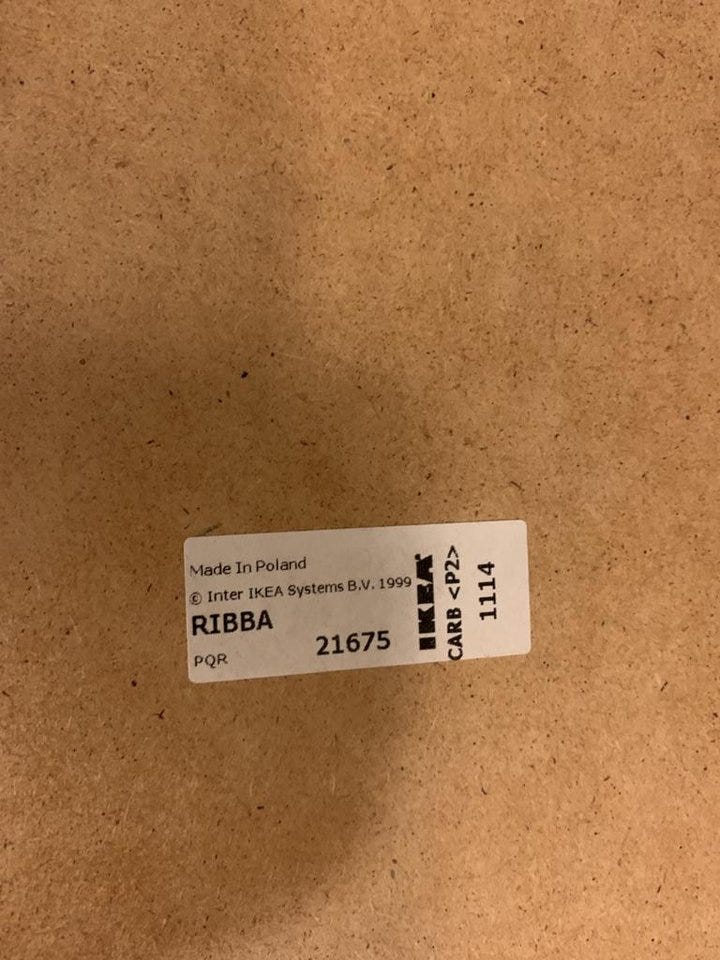 Made In Poland
© Inter IKEA Systems B.V. 1999
RIBBA
PQR
21675
IKEA®
CARB <P2>
1114